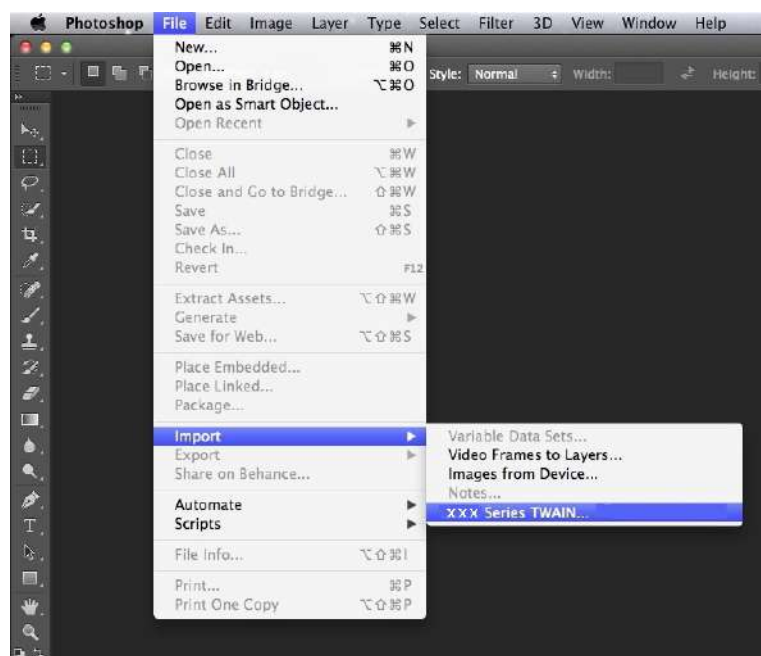 Photoshop File Edit Image Layer Type Select Filter 3D View Window Help
Style: Normal Width: Height:
New... ⌘N
Open... ⌘O
Browse in Bridge... ⌥⌘O
Open as Smart Object...
Open Recent
Close ⌘W
Close All ⌥⌘W
Close and Go to Bridge... ⇧⌘W
Save ⌘S
Save As... ⇧⌘S
Check In...
Revert F12
Extract Assets... ⌥⇧⌘W
Generate
Save for Web... ⌥⇧⌘S
Place Embedded...
Place Linked...
Package...
Import
Export
Share on Behance...
Automate
Scripts
File Info... ⌥⇧⌘I
Print... ⌘P
Print One Copy ⌥⇧⌘P
Variable Data Sets...
Video Frames to Layers...
Images from Device...
Notes...
XXX Series TWAIN...